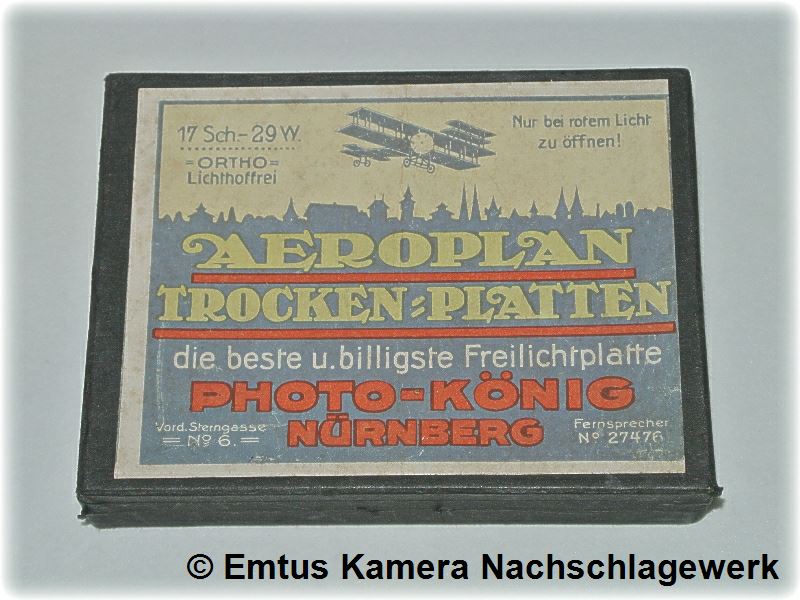 17 Sch-29 W.
=ORTHO=
Lichthoffrei
Nur bei rotem Licht
zu öffnen!
AEROPLAN
TROCKEN=PLATTEN
die beste u. billigste Freilichtplatte
PHOTO-KÖNIG
NÜRNBERG
Vord. Sterngasse
= No 6. =
Fernsprecher
No 27476
© Emtus Kamera Nachschlagewerk